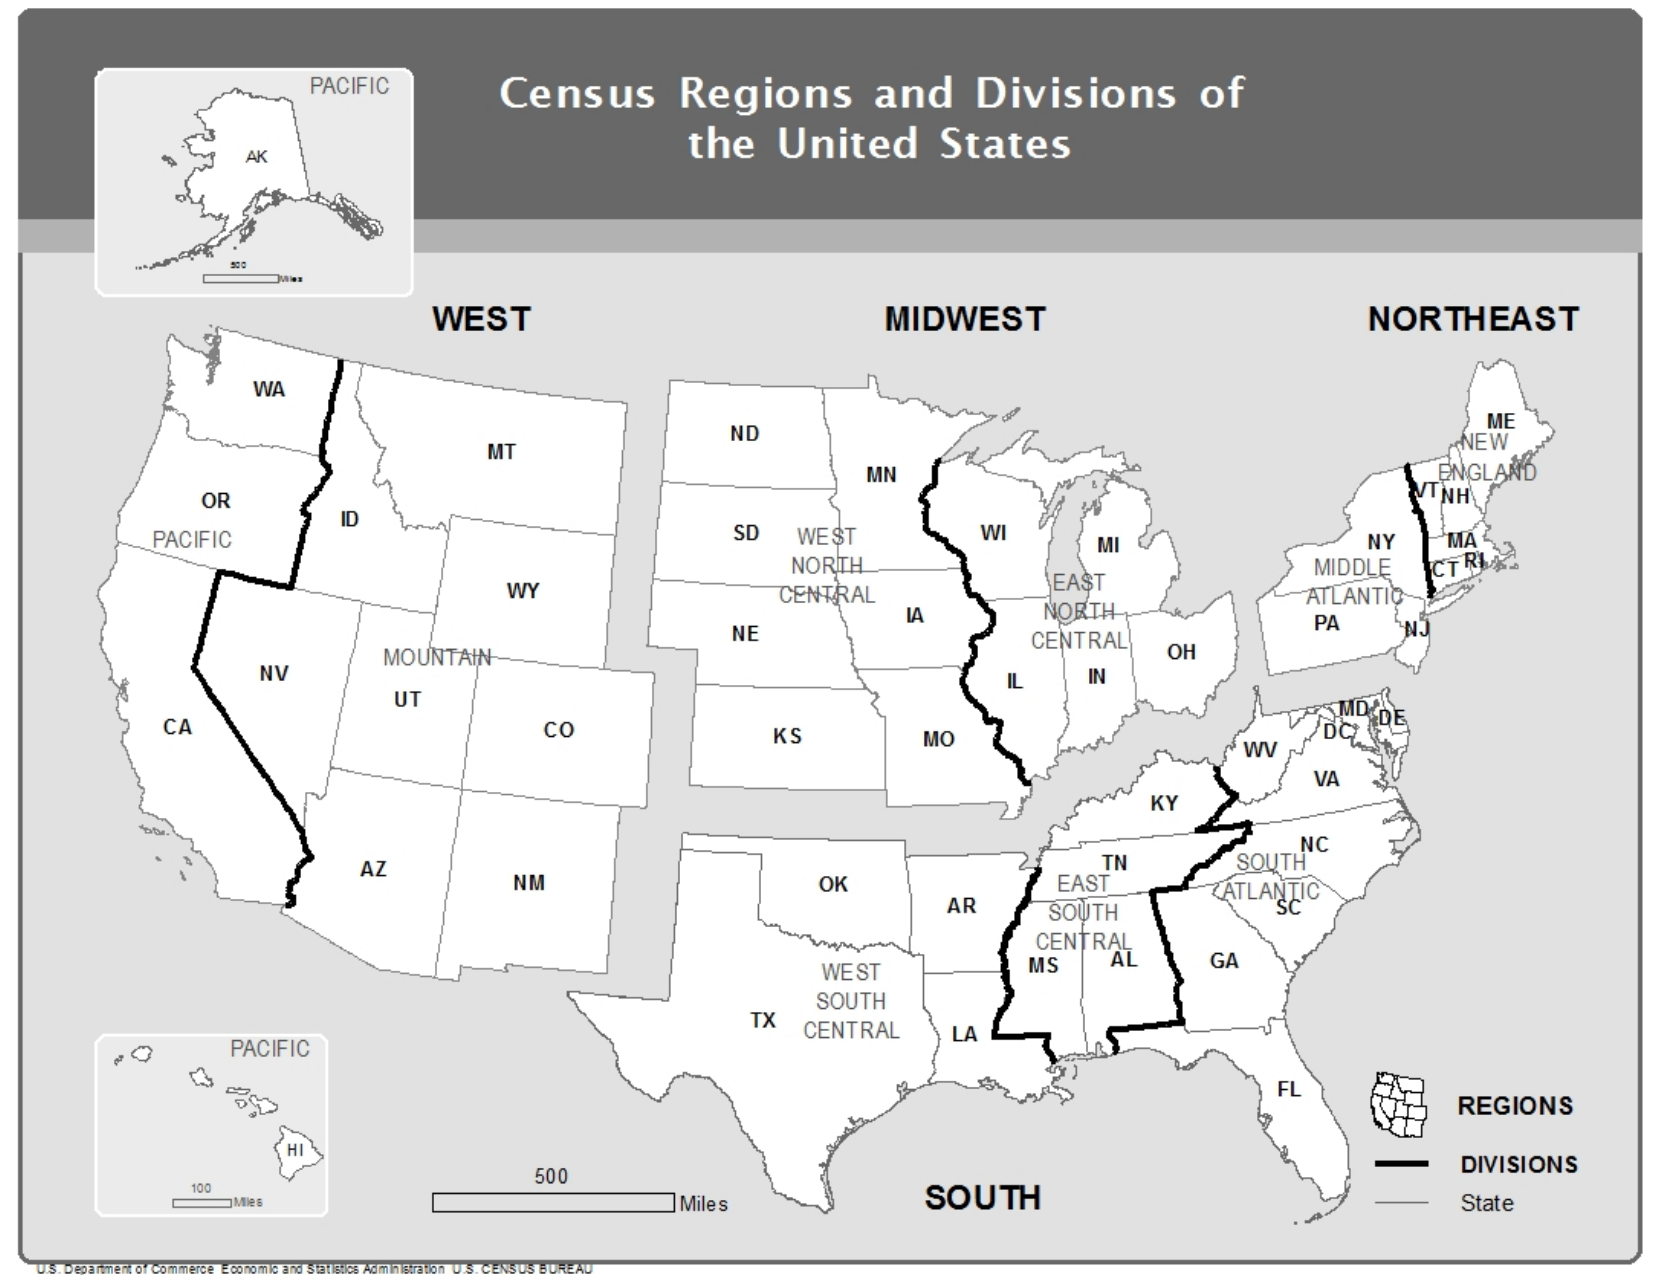 PACIFIC
Census Regions and Divisions of
the United States
AK
500
Miles
WEST
MIDWEST
NORTHEAST
WA
MT
OR
ID
PACIFIC
WY
NV
MOUNTAIN
UT
CO
CA
AZ
NM
ND
MN
SD
WEST
NORTH
CENTRAL
NE
IA
KS
MO
WI
MI
EAST
NORTH
CENTRAL
IL
IN
OH
ME
NEW
ENGLAND
VT
NH
NY
MA
RI
CT
MIDDLE
ATLANTIC
PA
NJ
MD
DE
DC
WV
VA
KY
TN
NC
SOUTH
ATLANTIC
SC
EAST
SOUTH
CENTRAL
MS
AL
GA
OK
AR
WEST
SOUTH
CENTRAL
TX
LA
FL
PACIFIC
HI
100
Miles
500
Miles
SOUTH
REGIONS
DIVISIONS
State
U.S. Department of Commerce Economic and Statistics Administration U.S. CENSUS BUREAU